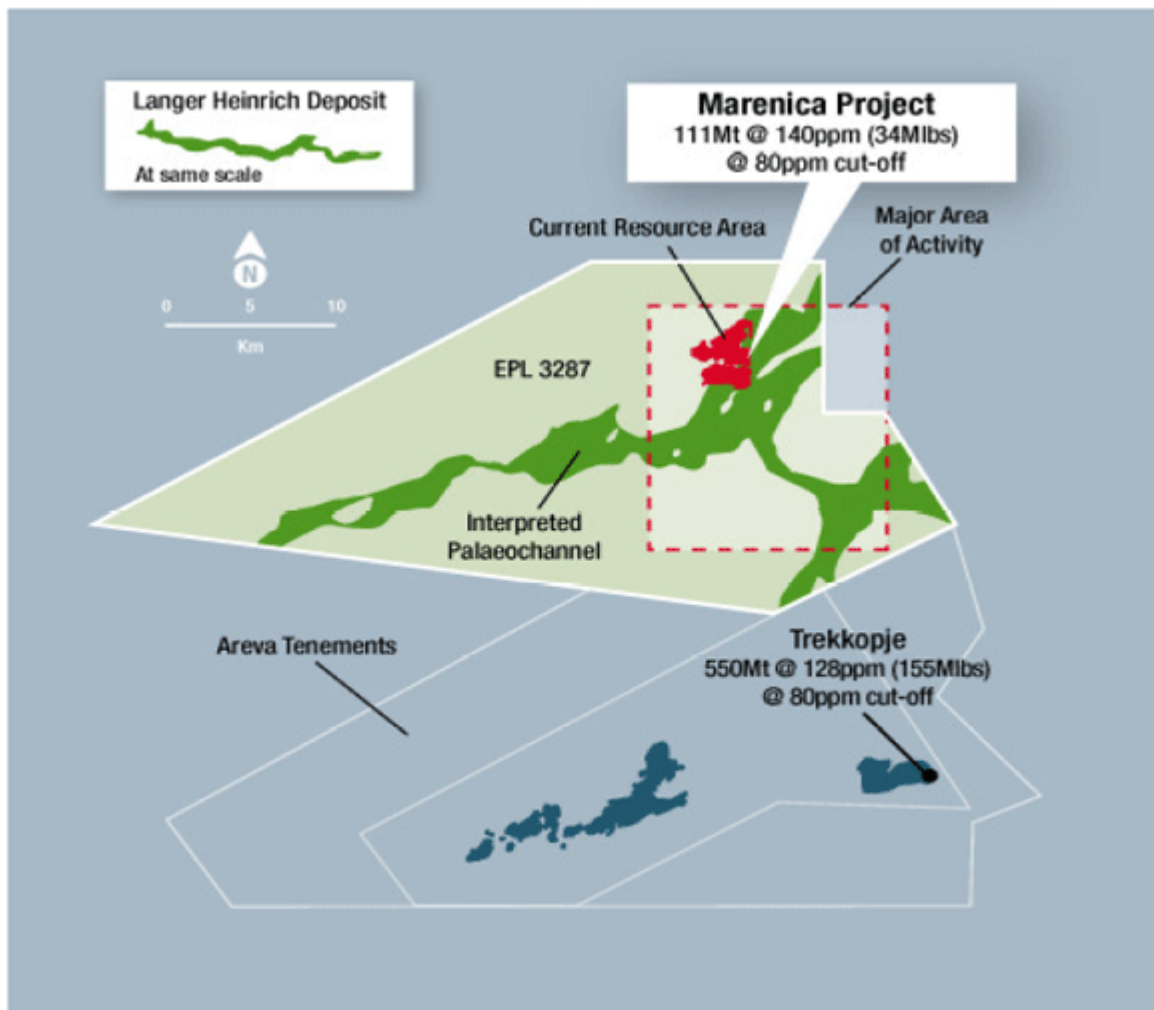 Langer Heinrich Deposit
At same scale
Marenica Project
111Mt @ 140ppm (34Mlbs)
@ 80ppm cut-off
Current Resource Area
Major Area
of Activity
N
0 5 10
Km
EPL 3287
Interpreted
Palaeochannel
Areva Tenements
Trekkopje
550Mt @ 128ppm (155Mlbs)
@ 80ppm cut-off